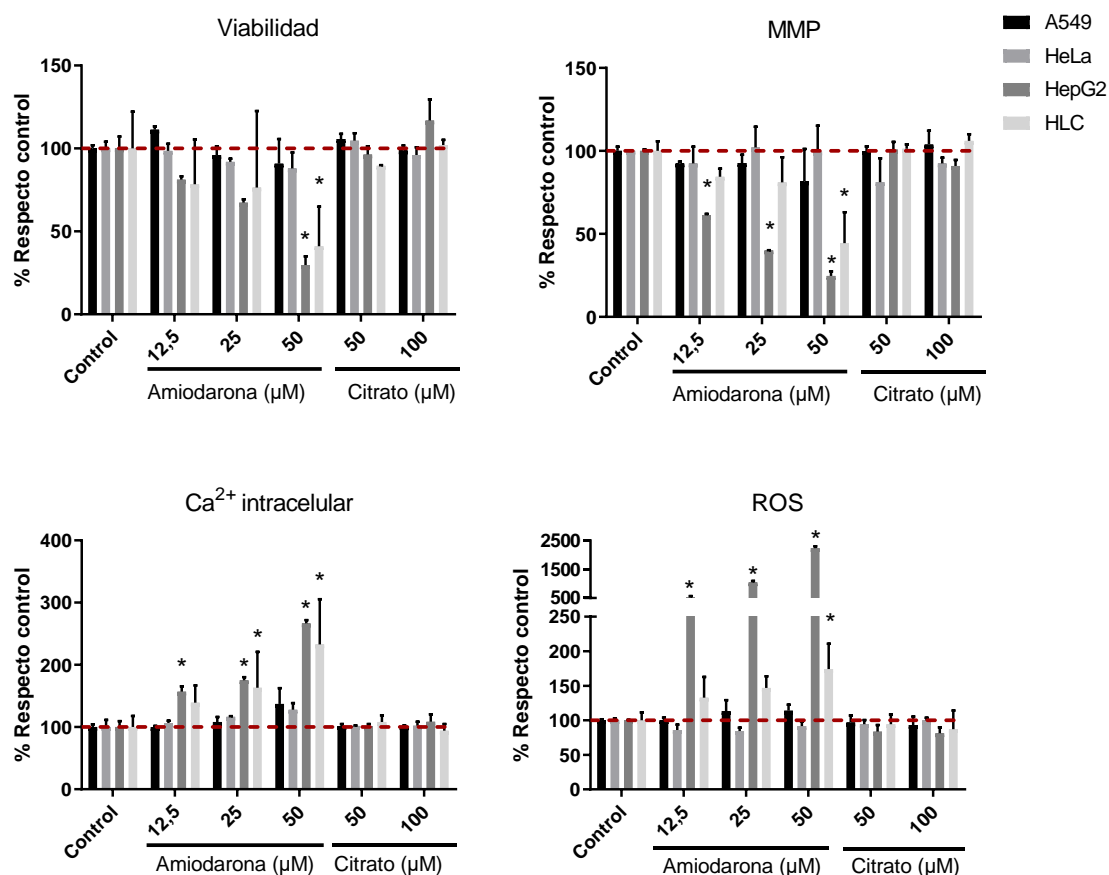 Viabilidad
% Respecto control
150
100
50
0
Control
12,5
25
50
50
100
Amiodarona (µM)
Citrato (µM)
MMP
% Respecto control
150
100
50
0
Control
12,5
25
50
50
100
Amiodarona (µM)
Citrato (µM)
A549
HeLa
HepG2
HLC
Ca2+ intracelular
% Respecto control
400
300
200
100
0
Control
12,5
25
50
50
100
Amiodarona (µM)
Citrato (µM)
ROS
% Respecto control
2500
1500
500
250
200
150
100
50
0
Control
12,5
25
50
50
100
Amiodarona (µM)
Citrato (µM)